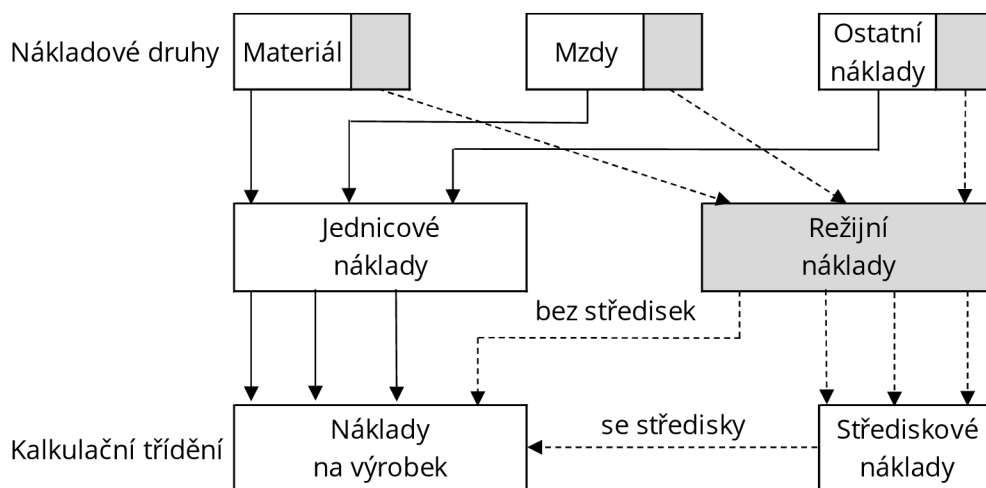 Nákladové druhy
Materiál
Mzdy
Ostatní
náklady
Jednicové
náklady
Režijní
náklady
bez středisek
Kalkulační třídění
Náklady
na výrobek
se středisky
Střediskové
náklady